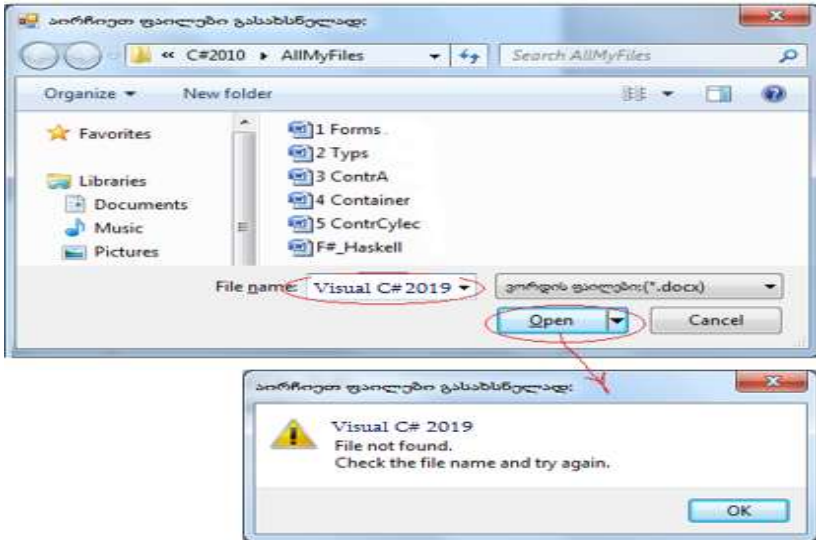 აირჩიეთ ფაილები გასახსნელად:
« C#2010 ▸ AllMyFiles
Search AllMyFiles
Organize
New folder
Favorites
Libraries
Documents
Music
Pictures
1 Forms
2 Typs
3 ContrA
4 Container
5 ContrCylec
F#_Haskell
File name: Visual C#2019
ვორდის ფაილები:(*.docx)
Open
Cancel
აირჩიეთ ფაილები გასახსნელად:
Visual C# 2019
File not found.
Check the file name and try again.
OK